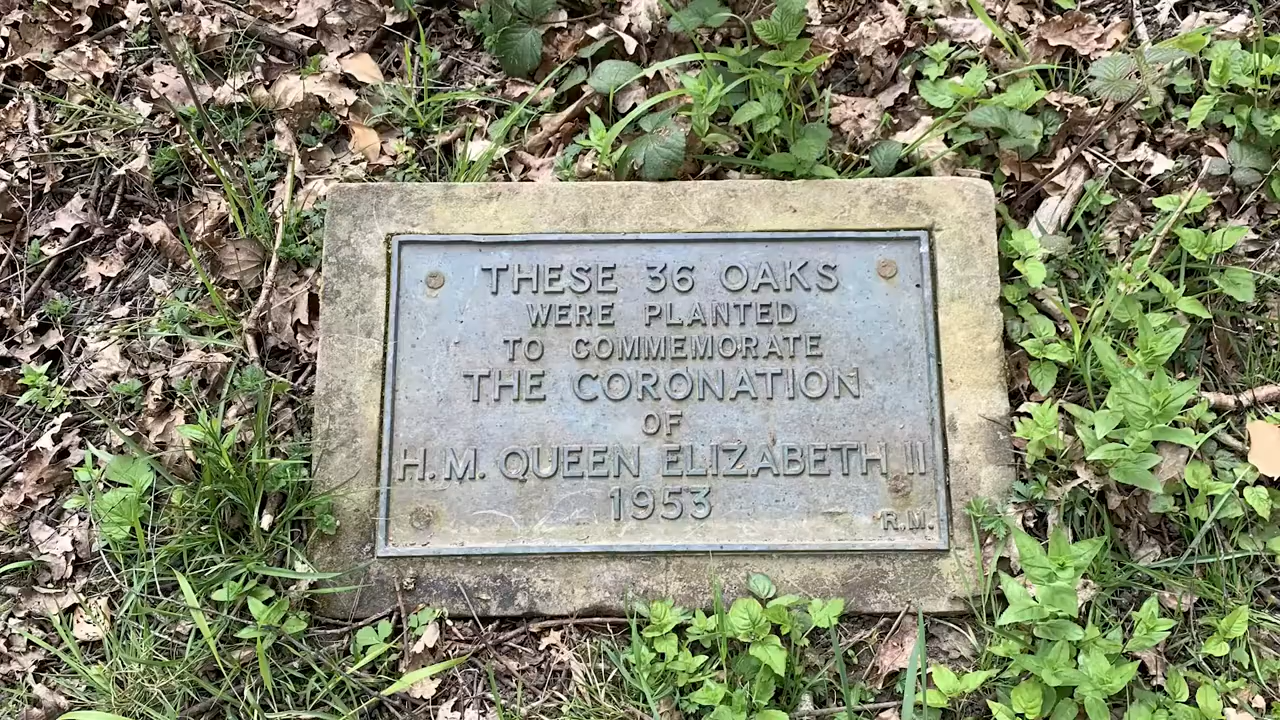 THESE 36 OAKS
WERE PLANTED
TO COMMEMORATE
THE CORONATION
OF
H.M. QUEEN ELIZABETH II
1953
R.M.